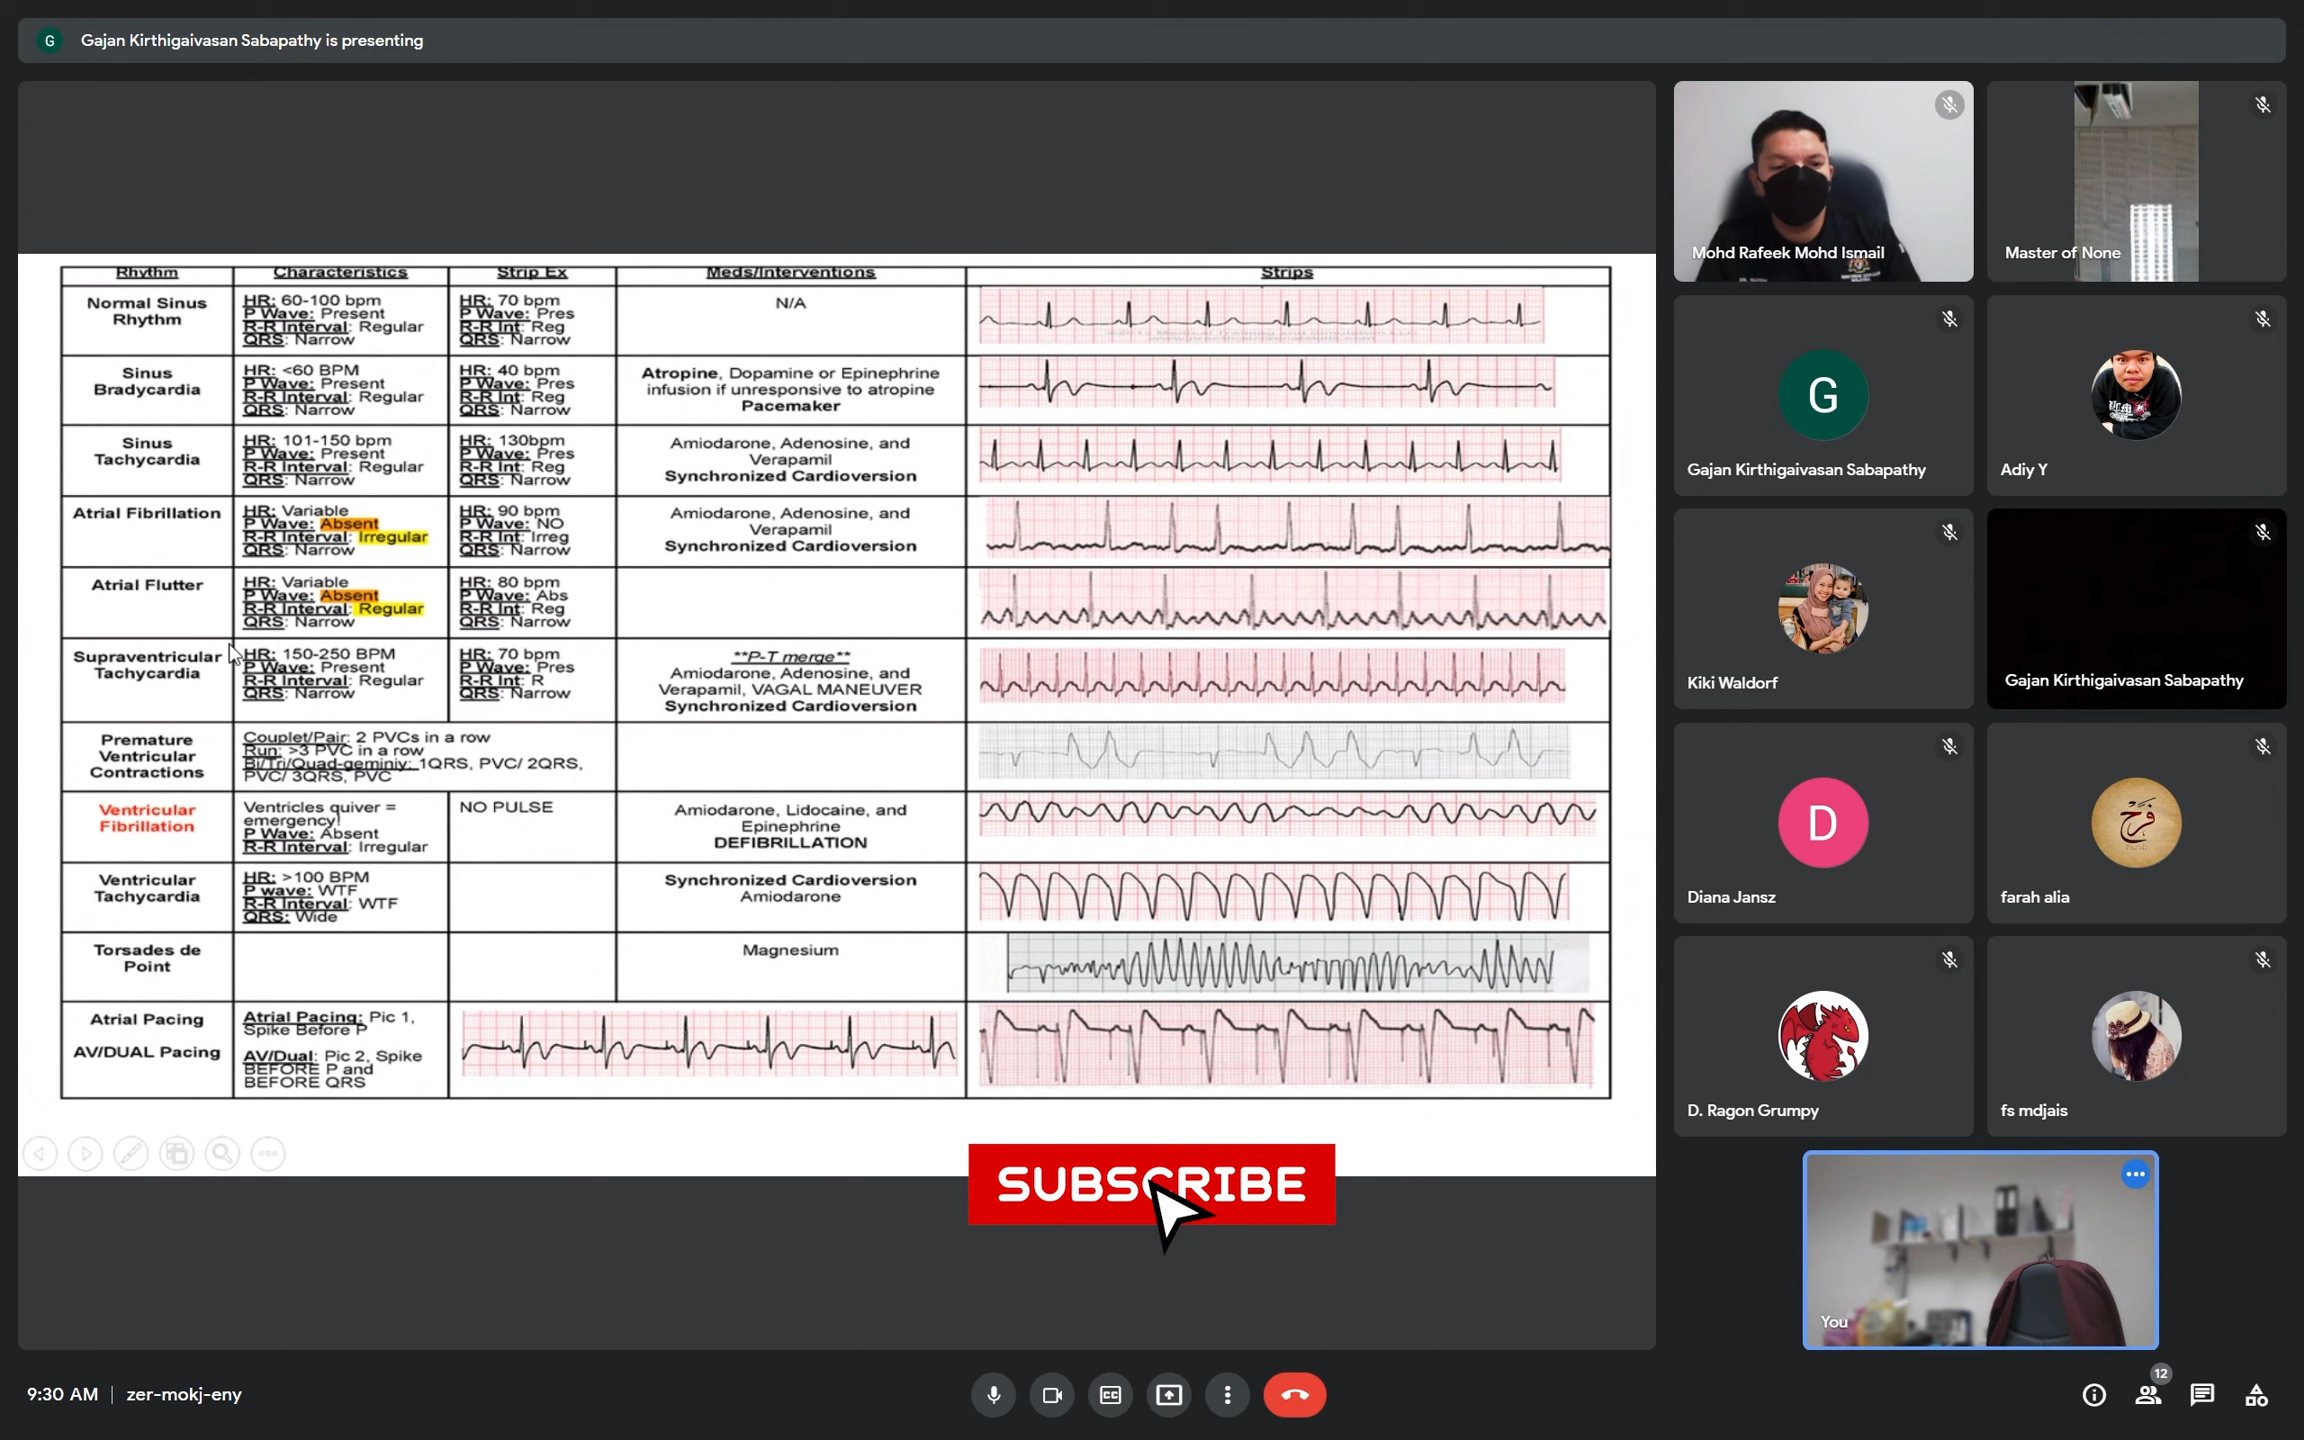 G Gajan Kirthigaivasan Sabapathy is presenting
Rhythm Characteristics Strip Ex Meds/Interventions Strips
Normal Sinus
Rhythm
HR: 60-100 bpm
P Wave: Present
R-R Interval: Regular
QRS: Narrow
HR: 70 bpm
P Wave: Pres
R-R Int: Reg
QRS: Narrow
N/A
Sinus
Bradycardia
HR: <60 BPM
P Wave: Present
R-R Interval: Regular
QRS: Narrow
HR: 40 bpm
P Wave: Pres
R-R Int: Reg
QRS: Narrow
Atropine, Dopamine or Epinephrine
infusion if unresponsive to atropine
Pacemaker
Sinus
Tachycardia
HR: 101-150 bpm
P Wave: Present
R-R Interval: Regular
QRS: Narrow
HR: 130bpm
P Wave: Pres
R-R Int: Reg
QRS: Narrow
Amiodarone, Adenosine, and
Verapamil
Synchronized Cardioversion
Atrial Fibrillation
HR: Variable
P Wave: Absent
R-R Interval: Irregular
QRS: Narrow
HR: 90 bpm
P Wave: NO
R-R Int: Irreg
QRS: Narrow
Amiodarone, Adenosine, and
Verapamil
Synchronized Cardioversion
Atrial Flutter
HR: Variable
P Wave: Absent
R-R Interval: Regular
QRS: Narrow
HR: 80 bpm
P Wave: Abs
R-R Int: Reg
QRS: Narrow
Supraventricular
Tachycardia
HR: 150-250 BPM
P Wave: Present
R-R Interval: Regular
QRS: Narrow
HR: 70 bpm
P Wave: Pres
R-R Int: R
QRS: Narrow
**P-T merge**
Amiodarone, Adenosine, and
Verapamil, VAGAL MANEUVER
Synchronized Cardioversion
Premature
Ventricular
Contractions
Couplet/Pair: 2 PVCs in a row
Run: >3 PVC in a row
Bi/Tri/Quad-geminiy: 1QRS, PVC/ 2QRS,
PVC/ 3QRS, PVC
Ventricular
Fibrillation
Ventricles quiver =
emergency!
P Wave: Absent
R-R Interval: Irregular
NO PULSE
Amiodarone, Lidocaine, and
Epinephrine
DEFIBRILLATION
Ventricular
Tachycardia
HR: >100 BPM
P wave: WTF
R-R Interval: WTF
QRS: Wide
Synchronized Cardioversion
Amiodarone
Torsades de
Point
Magnesium
Atrial Pacing
AV/DUAL Pacing
Atrial Pacing: Pic 1,
Spike Before P
AV/Dual: Pic 2, Spike
BEFORE P and
BEFORE QRS
SUBSCRIBE
Mohd Rafeek Mohd Ismail
Master of None
G
Gajan Kirthigaivasan Sabapathy
Adiy Y
Kiki Waldorf
Gajan Kirthigaivasan Sabapathy
D
Diana Jansz
فرح
farah alia
D. Ragon Grumpy
fs mdjais
You
9:30 AM | zer-mokj-eny
CC
12